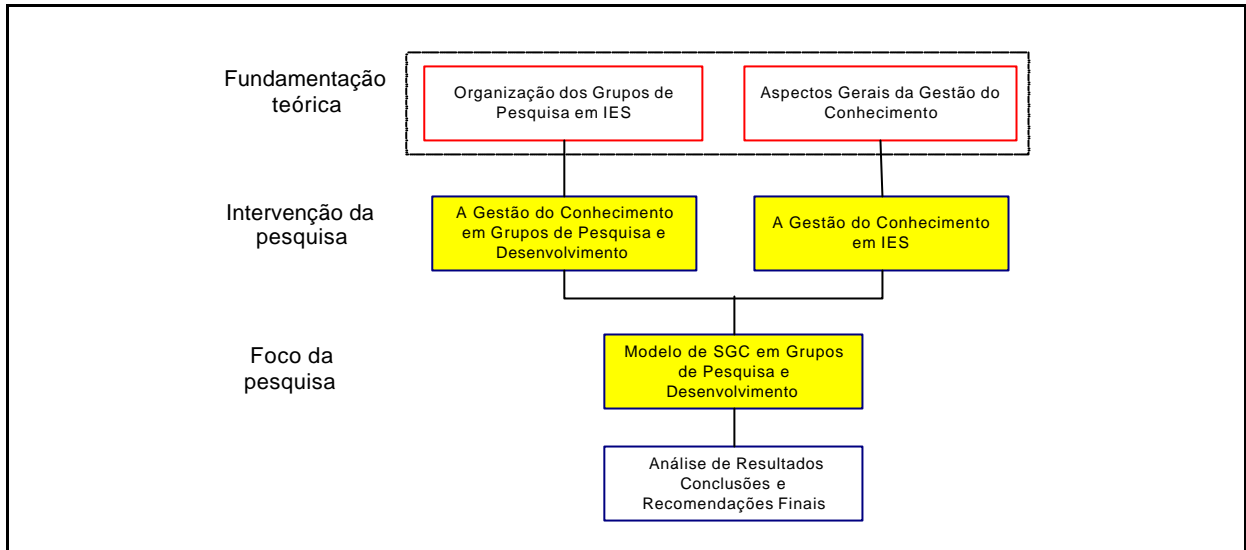 Fundamentação
teórica
Organização dos Grupos de
Pesquisa em IES
Aspectos Gerais da Gestão do
Conhecimento
Intervenção da
pesquisa
A Gestão do Conhecimento
em Grupos de Pesquisa e
Desenvolvimento
A Gestão do Conhecimento
em IES
Foco da
pesquisa
Modelo de SGC em Grupos
de Pesquisa e
Desenvolvimento
Análise de Resultados
Conclusões e
Recomendações Finais